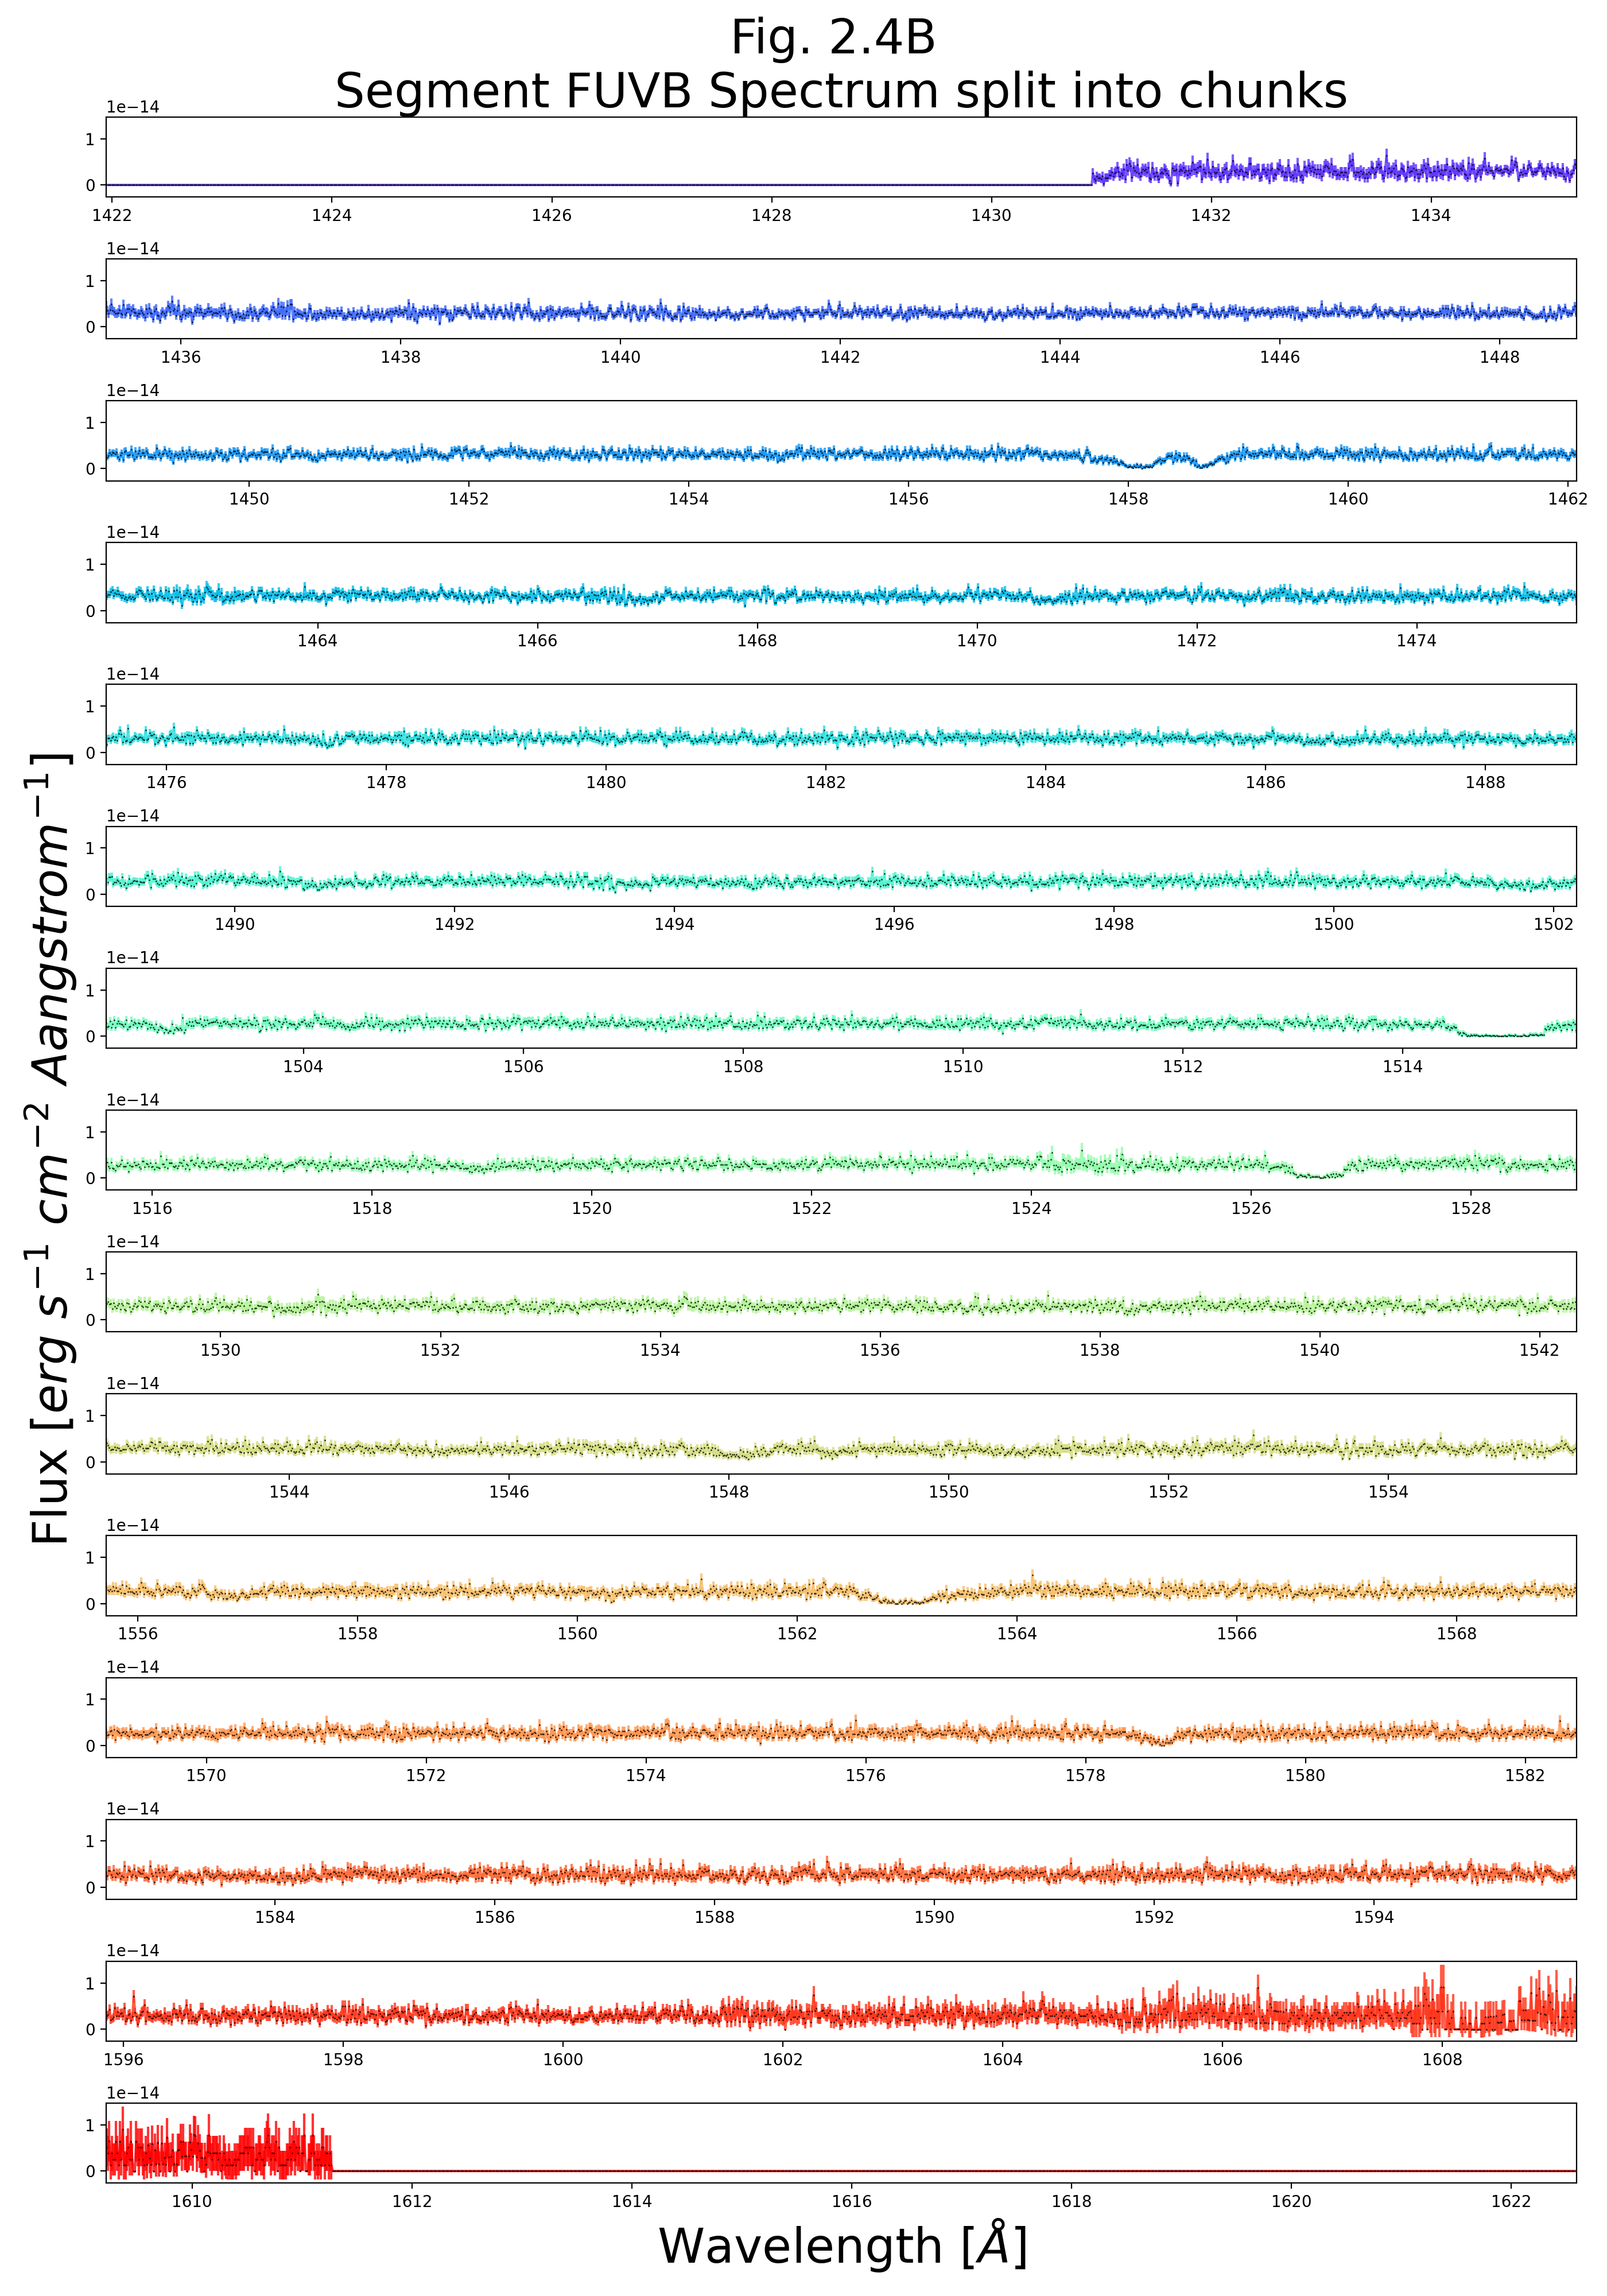 Fig. 2.4B
Segment FUVB Spectrum split into chunks
Flux [erg s⁻¹ cm⁻² Aangstrom⁻¹]
1e−14
1
0
1422 1424 1426 1428 1430 1432 1434
1e−14
1
0
1436 1438 1440 1442 1444 1446 1448
1e−14
1
0
1450 1452 1454 1456 1458 1460 1462
1e−14
1
0
1464 1466 1468 1470 1472 1474
1e−14
1
0
1476 1478 1480 1482 1484 1486 1488
1e−14
1
0
1490 1492 1494 1496 1498 1500 1502
1e−14
1
0
1504 1506 1508 1510 1512 1514
1e−14
1
0
1516 1518 1520 1522 1524 1526 1528
1e−14
1
0
1530 1532 1534 1536 1538 1540 1542
1e−14
1
0
1544 1546 1548 1550 1552 1554
1e−14
1
0
1556 1558 1560 1562 1564 1566 1568
1e−14
1
0
1570 1572 1574 1576 1578 1580 1582
1e−14
1
0
1584 1586 1588 1590 1592 1594
1e−14
1
0
1596 1598 1600 1602 1604 1606 1608
1e−14
1
0
1610 1612 1614 1616 1618 1620 1622
Wavelength [Å]